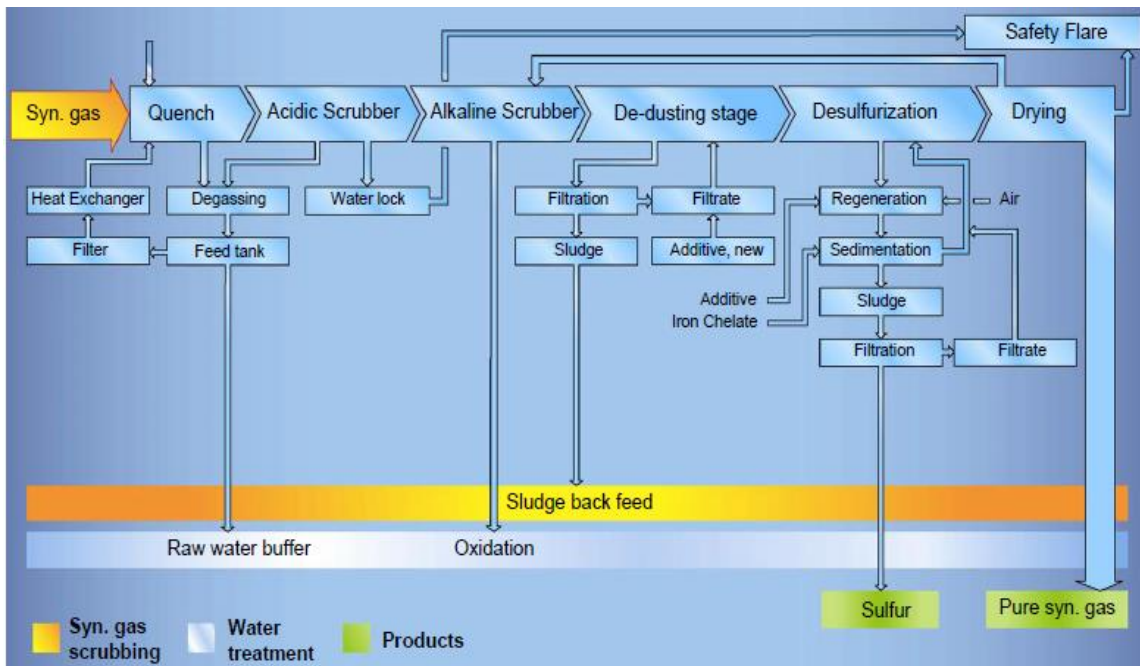 Safety Flare
Syn. gas
Quench
Acidic Scrubber
Alkaline Scrubber
De-dusting stage
Desulfurization
Drying
Heat Exchanger
Degassing
Water lock
Filtration
Filtrate
Regeneration
Air
Filter
Feed tank
Sludge
Additive, new
Sedimentation
Additive
Iron Chelate
Sludge
Filtration
Filtrate
Sludge back feed
Raw water buffer
Oxidation
Sulfur
Pure syn. gas
Syn. gas
scrubbing
Water
treatment
Products